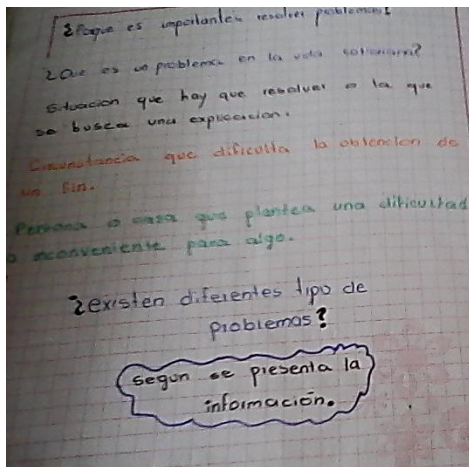 ¿Porque es importantes resolver problemas?
¿Que es un problema en la vida cotidiana?
Situacion que hay que resolver o la que
se busca una explicacion.
Circunstancia que dificulta la obtencion de
un fin.
Persona o cosa que plantea una dificultad
o inconveniente para algo.
¿existen diferentes tipo de
problemas?
segun se presenta la
información.